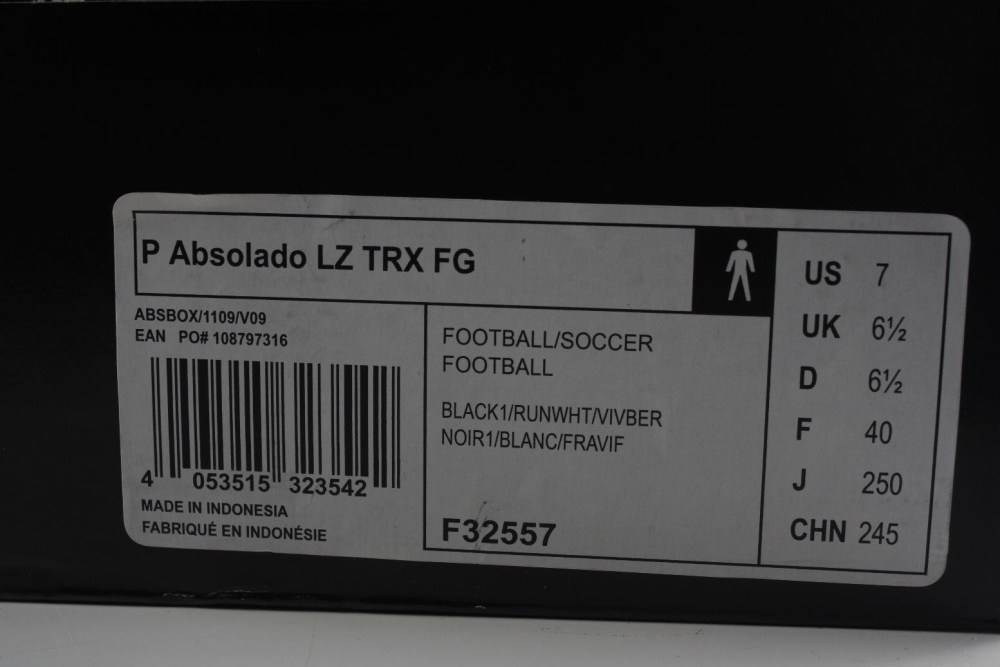 P Absolado LZ TRX FG
ABSBOX/1109/V09
EAN PO# 108797316
4 053515 323542
MADE IN INDONESIA
FABRIQUÉ EN INDONÉSIE
FOOTBALL/SOCCER
FOOTBALL
BLACK1/RUNWHT/VIVBER
NOIR1/BLANC/FRAVIF
F32557
US 7
UK 6½
D 6½
F 40
J 250
CHN 245